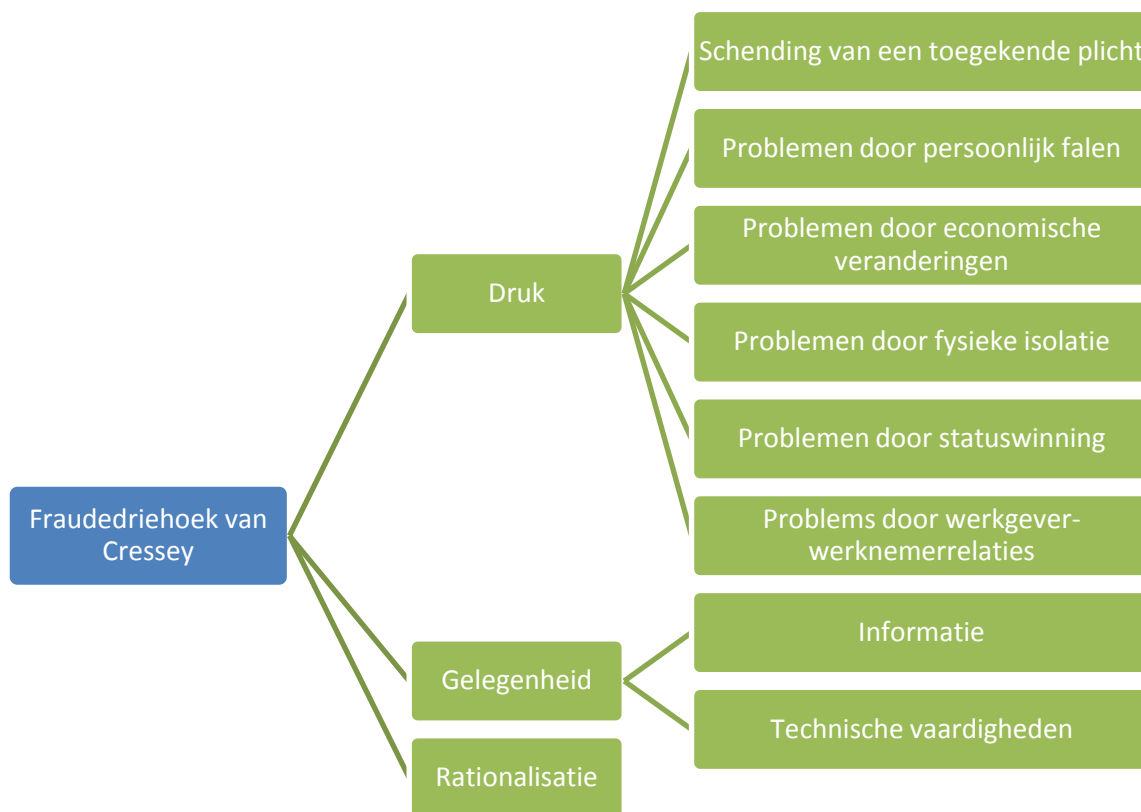 Schending van een toegekende plicht
Problemen door persoonlijk falen
Problemen door economische
veranderingen
Druk
Problemen door fysieke isolatie
Problemen door statuswinning
Fraudedriehoek van
Cressey
Problems door werkgever-
werknemerrelaties
Informatie
Gelegenheid
Technische vaardigheden
Rationalisatie